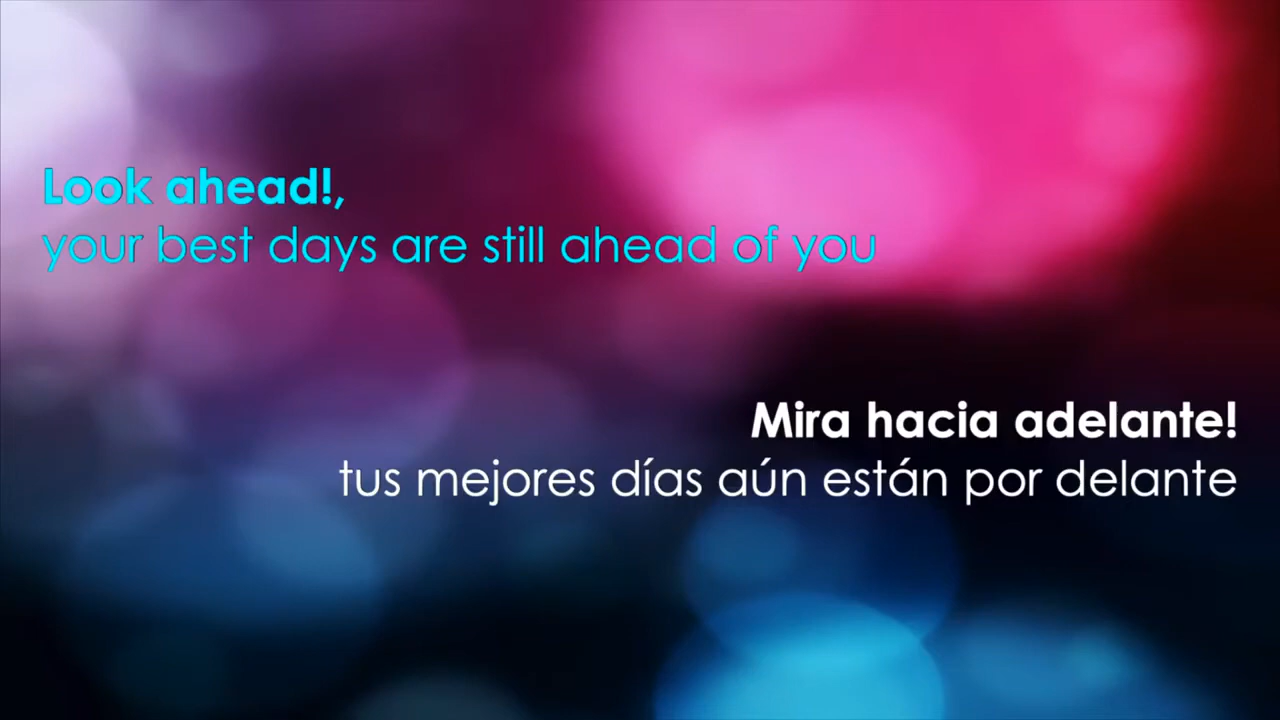 Look ahead!,
your best days are still ahead of you
Mira hacia adelante!
tus mejores días aún están por delante